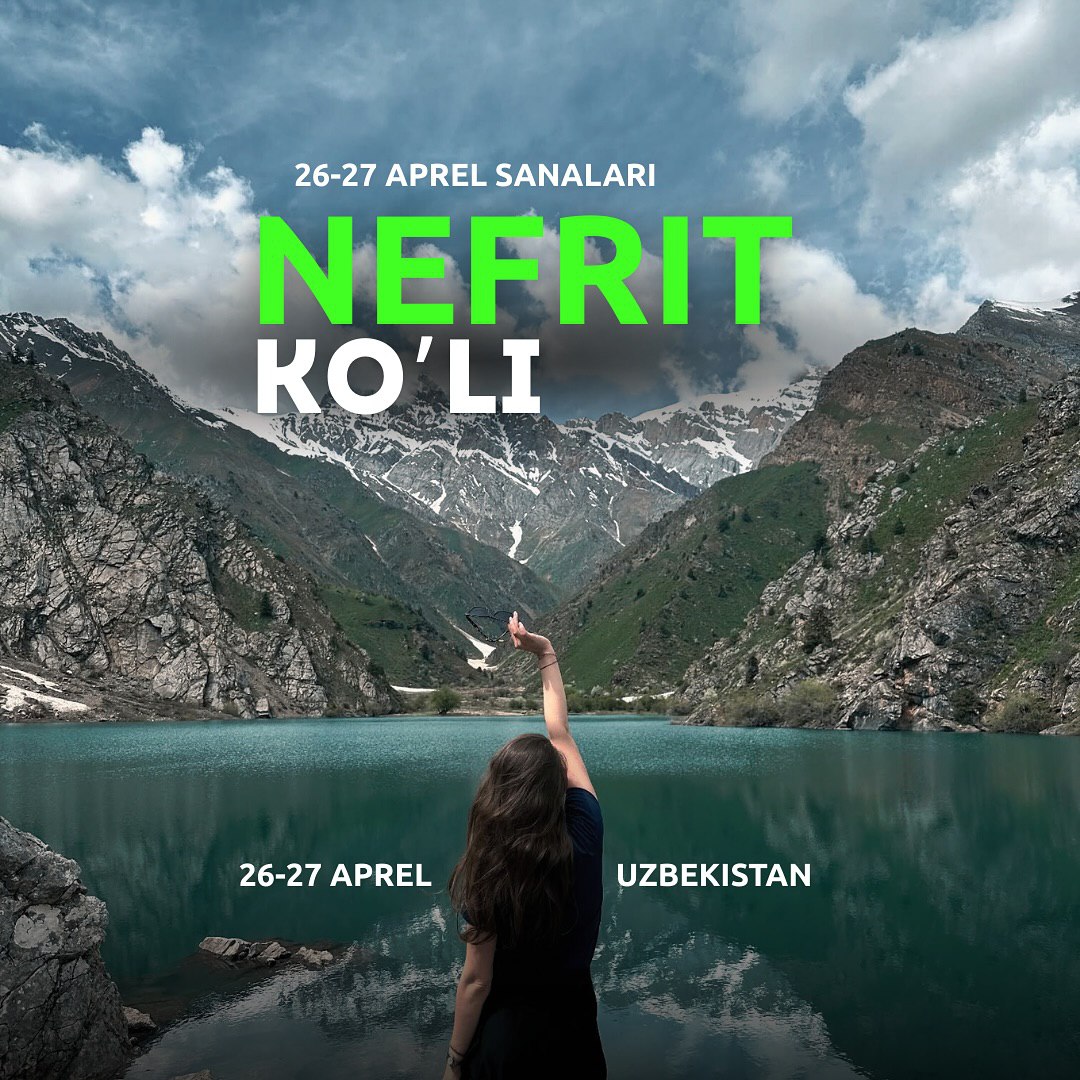 26-27 APREL SANALARI
NEFRIT
KO’LI
26-27 APREL
UZBEKISTAN